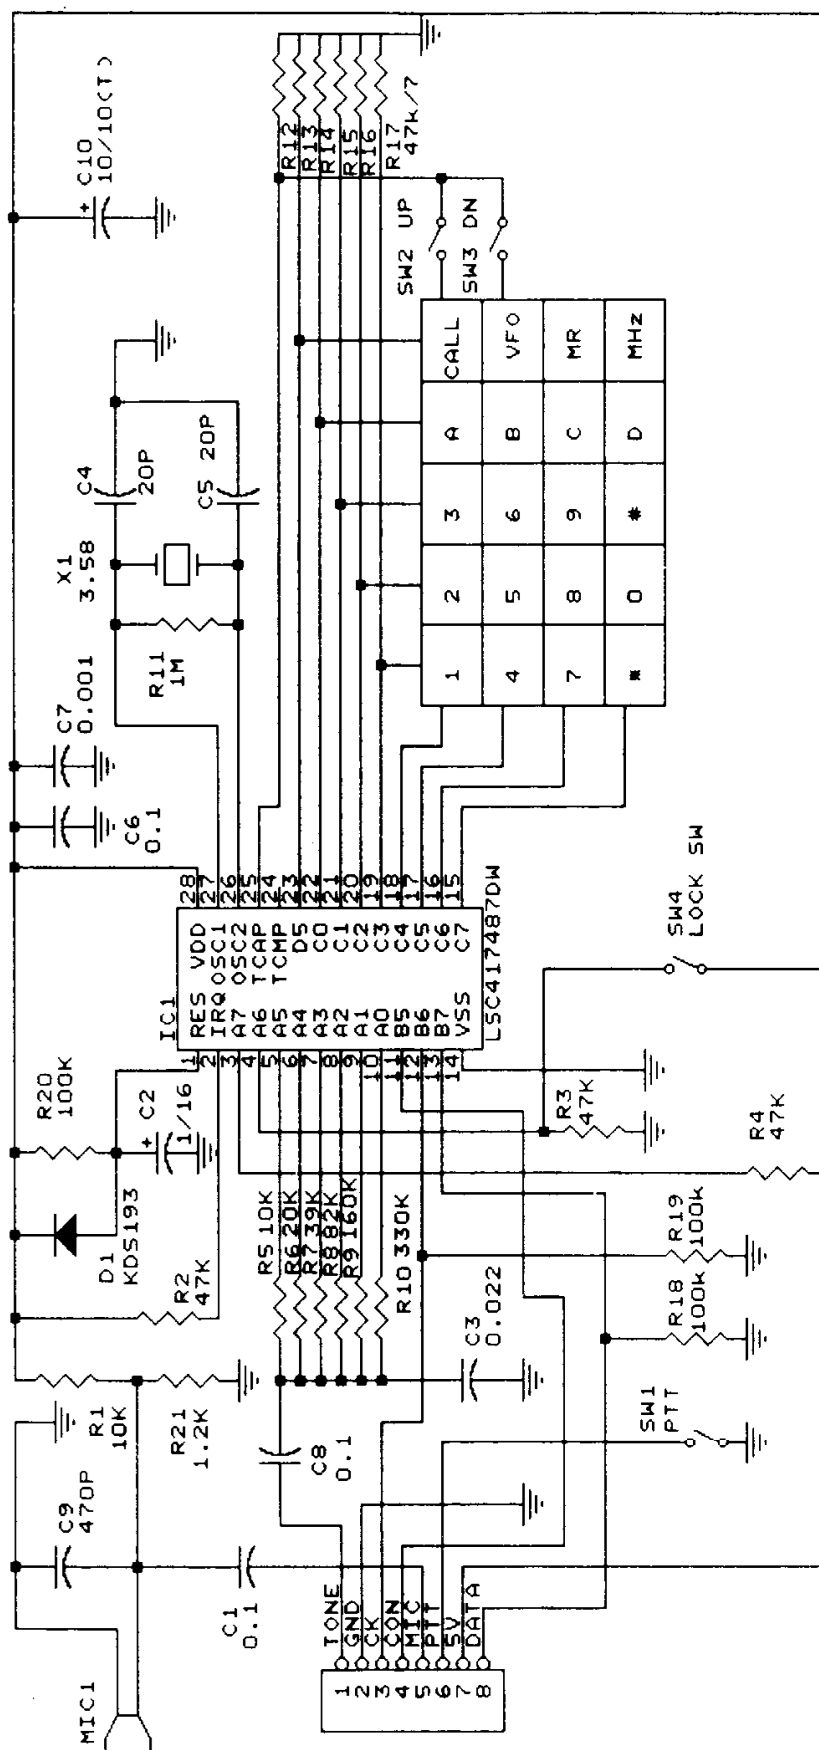 MIC1
C9
470P
R1
10K
R21
1.2K
C1
0.1
C8
0.1
R2
47K
D1
KDS193
R20
100K
C2
1/16
C6
0.1
C7
0.001
R11
1M
X1
3.58
C4
20P
C5
20P
C10
10/10(T)
R12
R13
R14
R15
R16
R17
47K/7
R5 10K
R6 20K
R7 39K
R8 82K
R9 160K
R10 330K
C3
0.022
IC1
LSC417487DW
1 RES
2 IRQ
3 A7
4 A6
5 A5
6 A4
7 A3
8 A2
9 A1
10 A0
11 B5
12 B6
13 B7
14 VSS
VDD 28
OSC1 27
OSC2 26
TCAP 25
TCMP 24
D5 23
C0 22
C1 21
C2 20
C3 19
C4 18
C5 17
C6 16
C7 15
SW2 UP
SW3 DN
1 2 3 A CALL
4 5 6 B VFO
7 8 9 C MR
* 0 # D MHz
SW4
LOCK SW
R3
47K
R4
47K
R19
100K
R18
100K
SW1
PTT
1 TONE
2 GND
3 CK
4 CON
5 MIC
6 PTT
7 5V
8 DATA